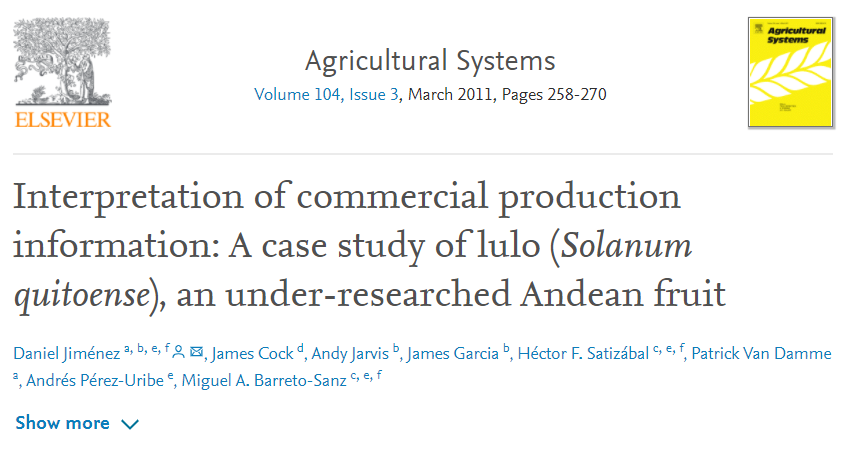 Agricultural Systems
Volume 104, Issue 3, March 2011, Pages 258-270
ELSEVIER
Agricultural
Systems
Interpretation of commercial production
information: A case study of lulo (Solanum
quitoense), an under-researched Andean fruit
Daniel Jiménez a, b, e, f, James Cock d, Andy Jarvis b, James Garcia b, Héctor F. Satizábal c, e, f, Patrick Van Damme
a, Andrés Pérez-Uribe e, Miguel A. Barreto-Sanz c, e, f
Show more